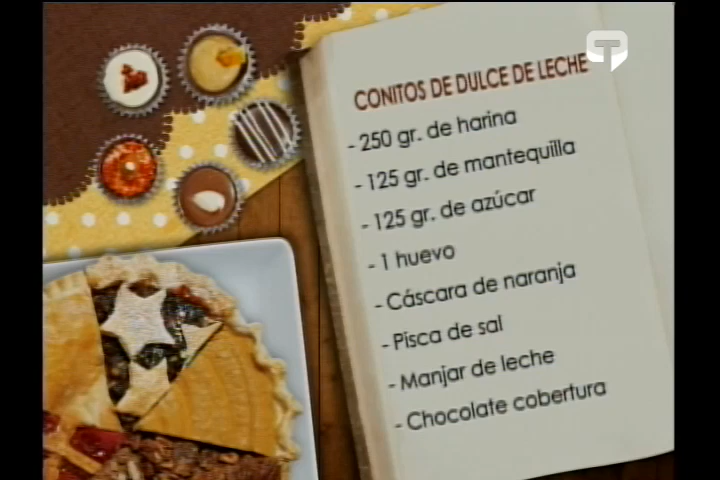 CONITOS DE DULCE DE LECHE
- 250 gr. de harina
- 125 gr. de mantequilla
- 125 gr. de azúcar
- 1 huevo
- Cáscara de naranja
- Pisca de sal
- Manjar de leche
- Chocolate cobertura